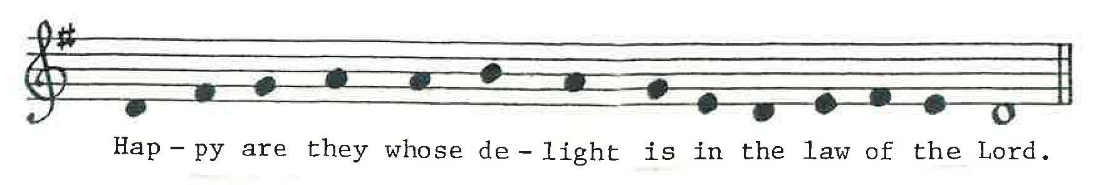 Hap - py are they whose de - light is in the law of the Lord.